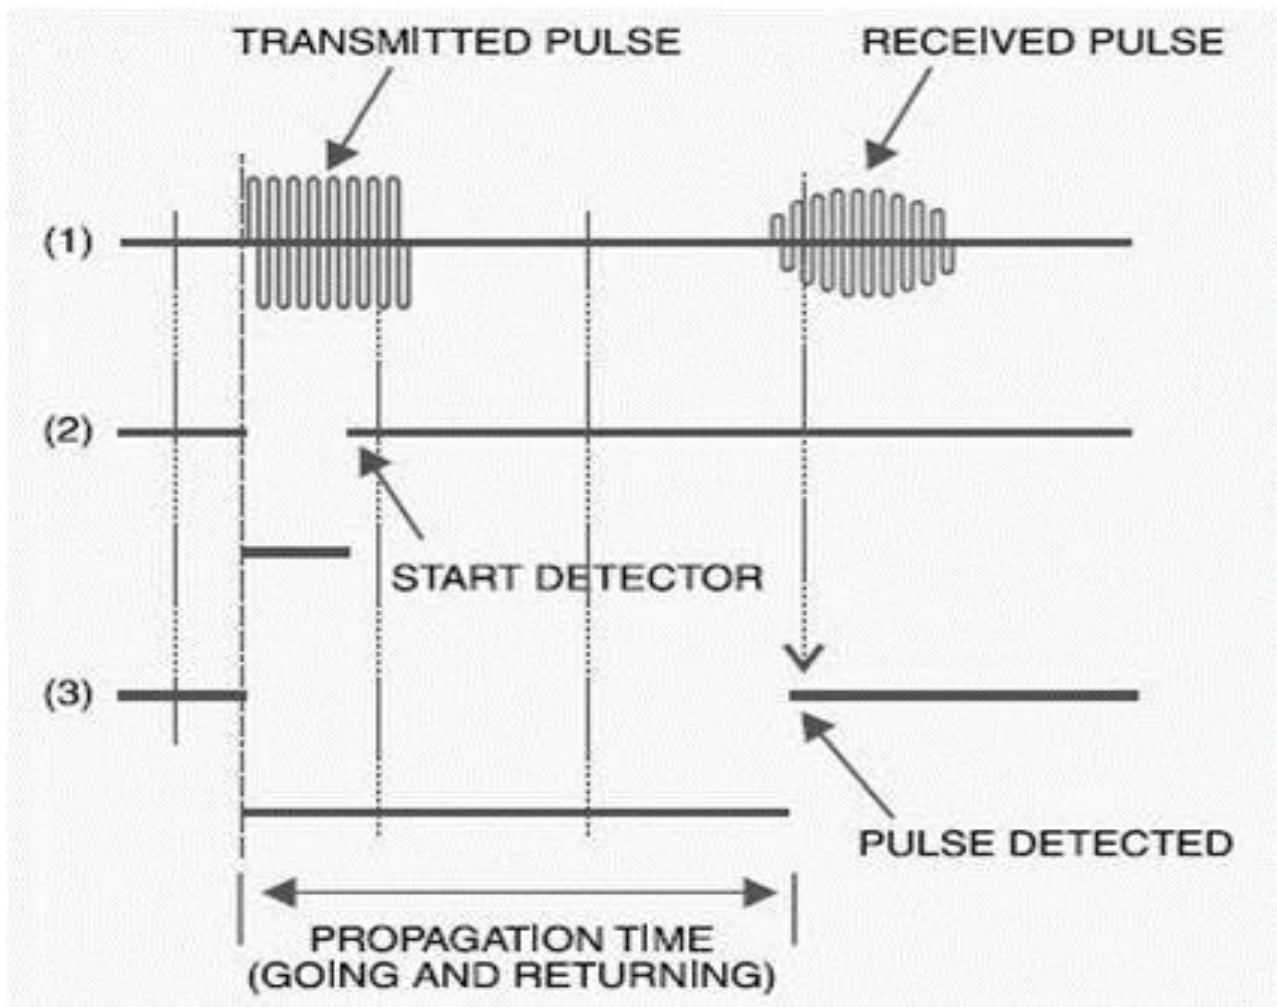 TRANSMITTED PULSE
RECEIVED PULSE
(1)
(2)
START DETECTOR
(3)
PULSE DETECTED
PROPAGATION TIME
(GOING AND RETURNING)